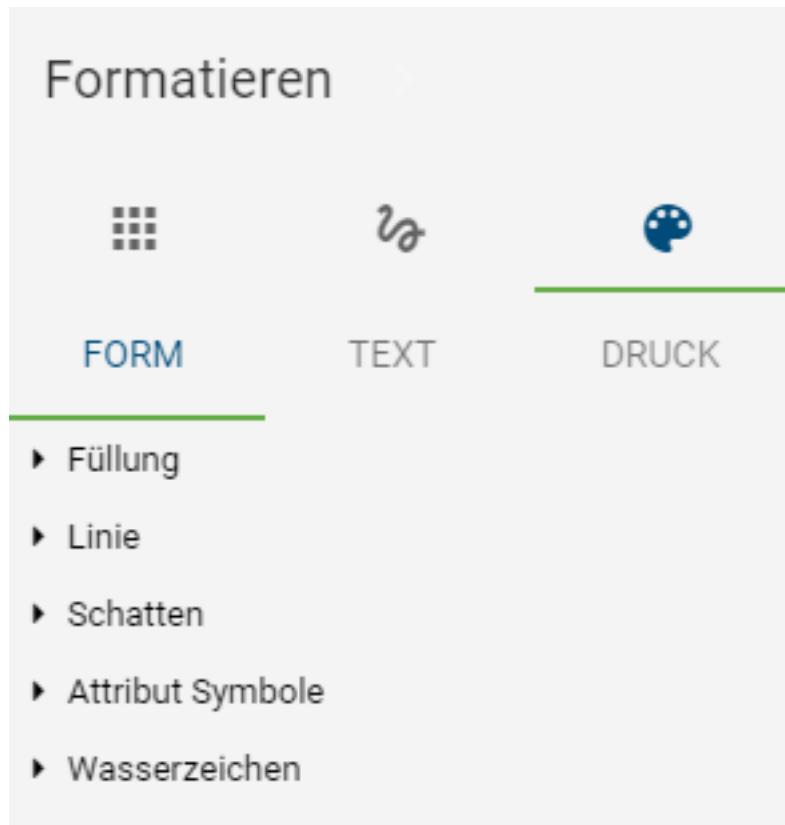 Formatieren
FORM TEXT DRUCK
Füllung
Linie
Schatten
Attribut Symbole
Wasserzeichen